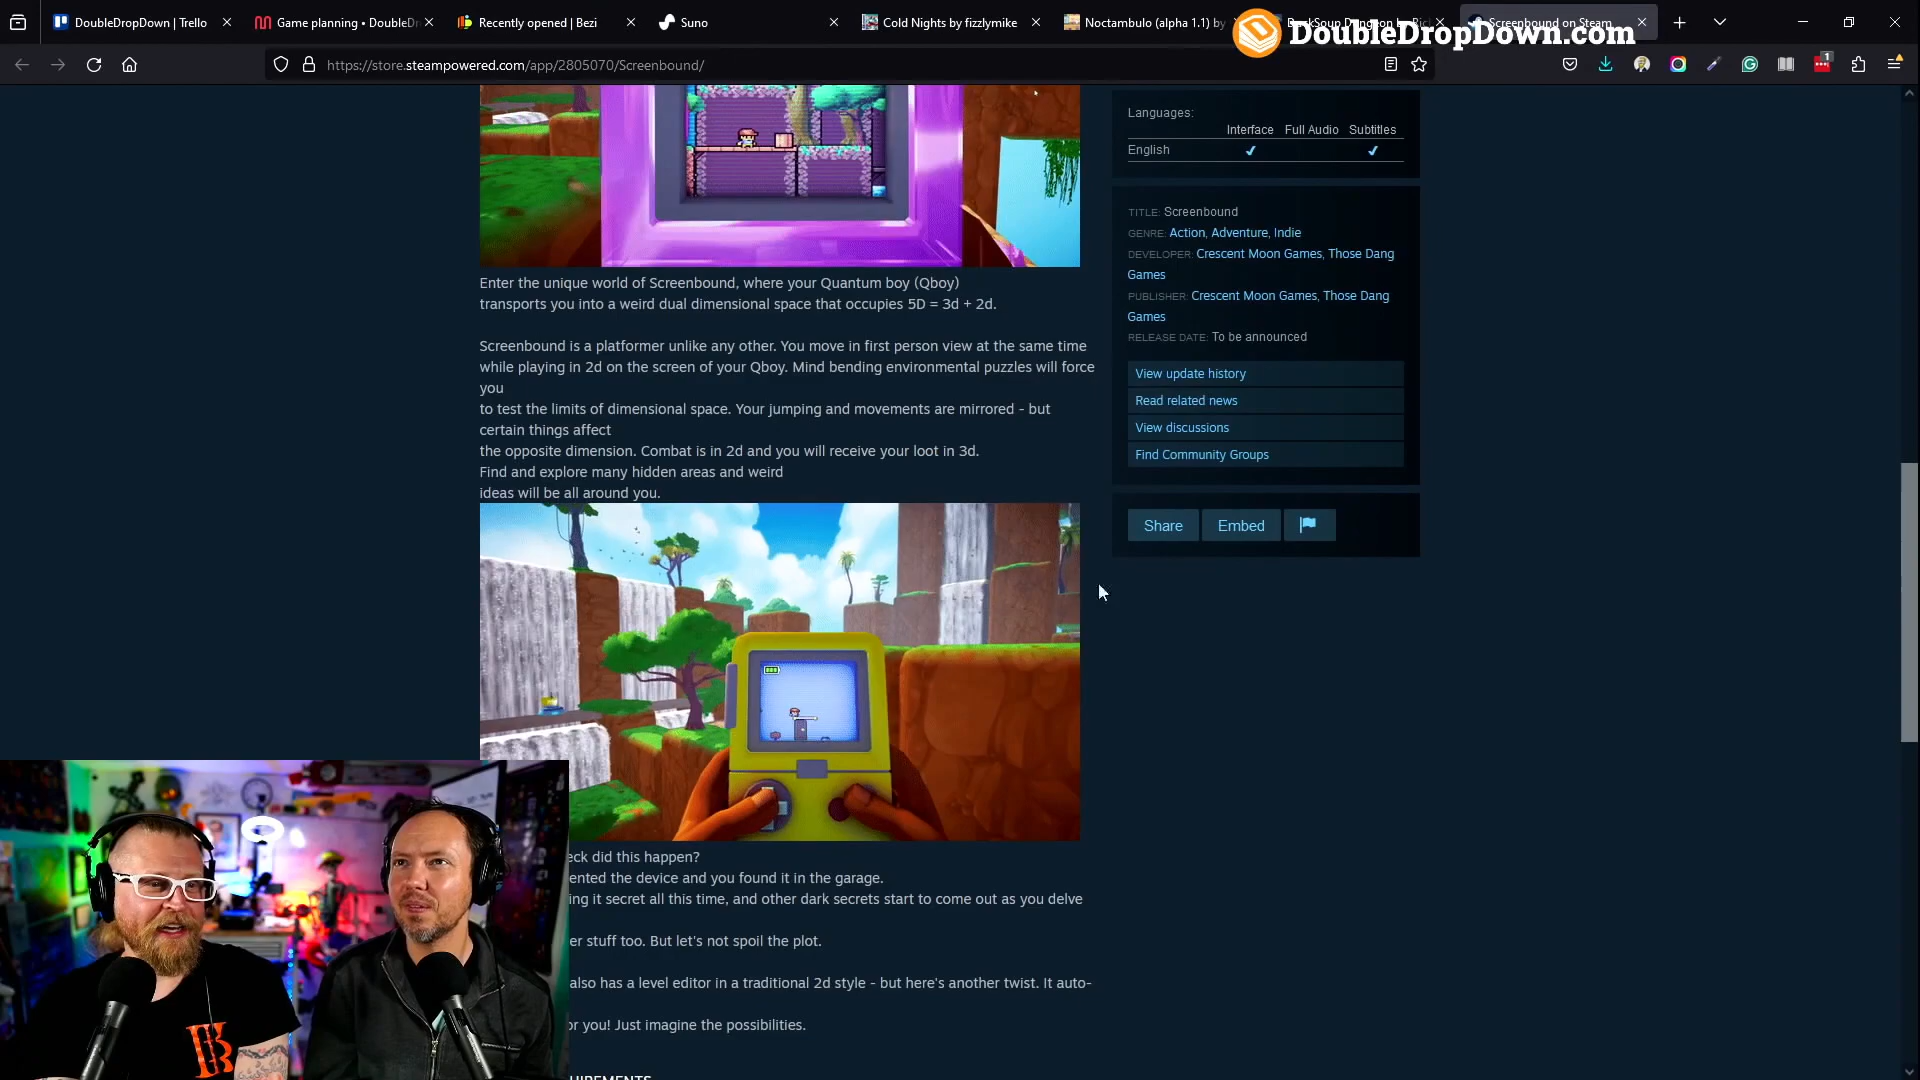 DoubleDropDown | Trello
Game planning • DoubleDr
Recently opened | Bezi
Suno
Cold Nights by fizzlymike
Noctambulo (alpha 1.1) by
Screenbound on Steam
DoubleDropDown.com
https://store.steampowered.com/app/2805070/Screenbound/
1
Languages:
Interface Full Audio Subtitles
English
TITLE: Screenbound
GENRE: Action, Adventure, Indie
DEVELOPER: Crescent Moon Games, Those Dang
Games
PUBLISHER: Crescent Moon Games, Those Dang
Games
RELEASE DATE: To be announced
View update history
Read related news
View discussions
Find Community Groups
Share Embed
Enter the unique world of Screenbound, where your Quantum boy (Qboy)
transports you into a weird dual dimensional space that occupies 5D = 3d + 2d.
Screenbound is a platformer unlike any other. You move in first person view at the same time
while playing in 2d on the screen of your Qboy. Mind bending environmental puzzles will force
you
to test the limits of dimensional space. Your jumping and movements are mirrored - but
certain things affect
the opposite dimension. Combat is in 2d and you will receive your loot in 3d.
Find and explore many hidden areas and weird
ideas will be all around you.
eck did this happen?
ented the device and you found it in the garage.
ing it secret all this time, and other dark secrets start to come out as you delve
er stuff too. But let's not spoil the plot.
also has a level editor in a traditional 2d style - but here's another twist. It auto-
or you! Just imagine the possibilities.